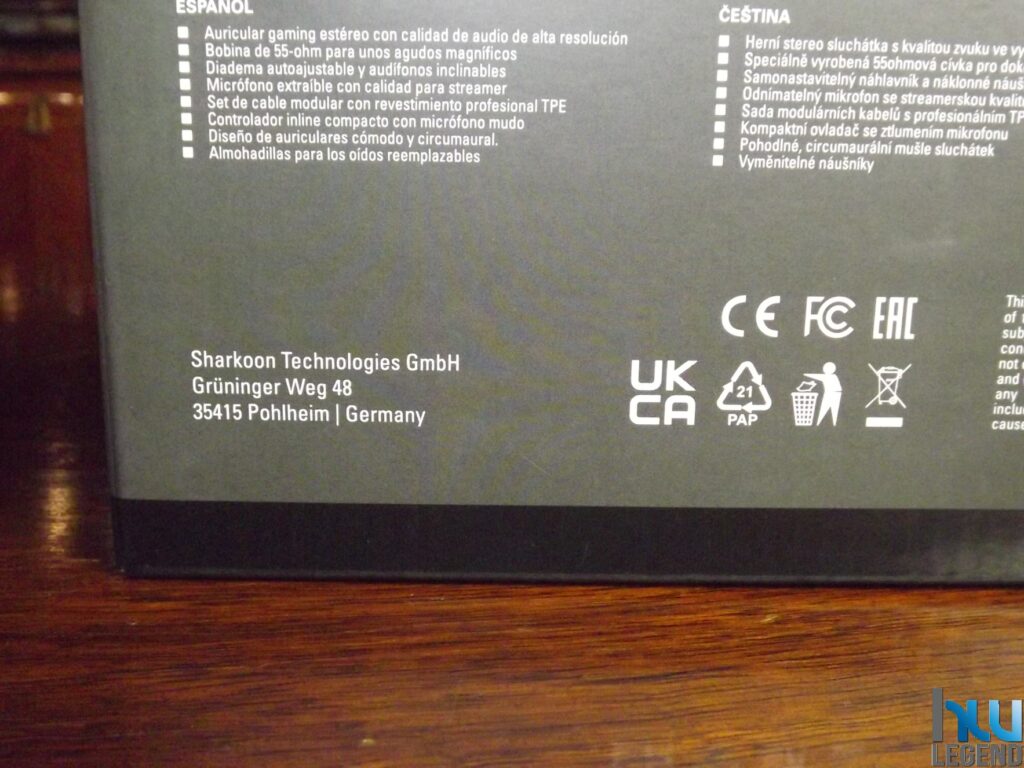 ESPAÑOL
Auricular gaming estéreo con calidad de audio de alta resolución
Bobina de 55-ohm para unos agudos magníficos
Diadema autoajustable y audífonos inclinables
Micrófono extraíble con calidad para streamer
Set de cable modular con revestimiento profesional TPE
Controlador inline compacto con micrófono mudo
Diseño de auriculares cómodo y circumaural.
Almohadillas para los oídos reemplazables
ČEŠTINA
Herní stereo sluchátka s kvalitou zvuku ve
Speciálně vyrobená 55ohmová cívka pro
Samonastavitelný náhlavník a náklonné
Odnímatelný mikrofon se streamerskou
Sada modulárních kabelů s profesionálním
Kompaktní ovladač se ztlumením mikrofonu
Pohodlné, circumaurální mušle sluchátek
Vyměnitelné náušníky
Sharkoon Technologies GmbH
Grüninger Weg 48
35415 Pohlheim | Germany
CE FC EAC
UK
CA
21
PAP
of
not
and
any
cause
LEGEND